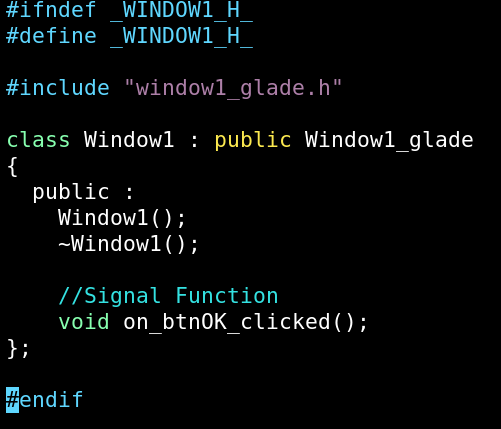 #ifndef _WINDOW1_H_
#define _WINDOW1_H_

#include "window1_glade.h"

class Window1 : public Window1_glade
{
  public :
    Window1();
    ~Window1();

    //Signal Function
    void on_btnOK_clicked();
};

#endif